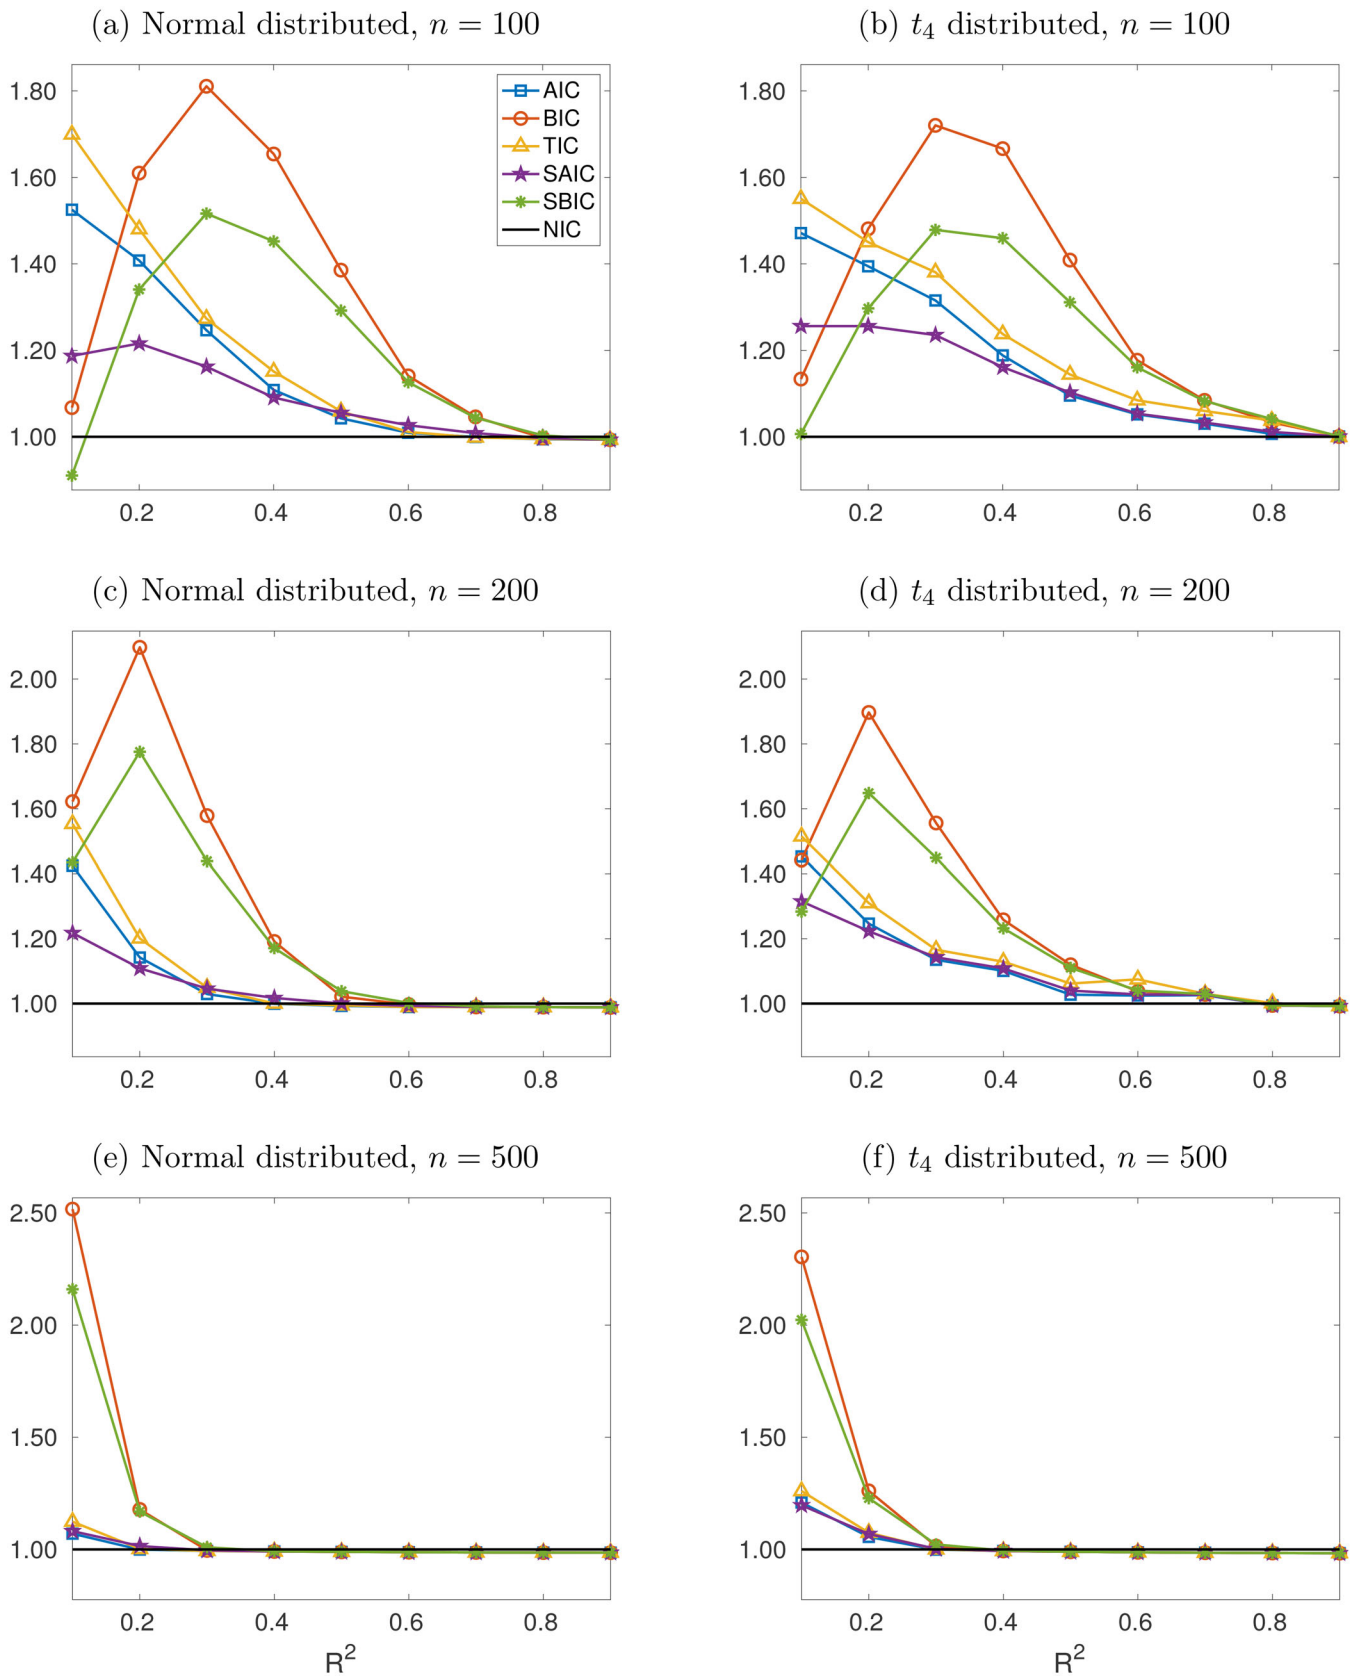 (a) Normal distributed, n = 100
1.80
1.60
1.40
1.20
1.00
0.2 0.4 0.6 0.8
AIC
BIC
TIC
SAIC
SBIC
NIC
(b) t₄ distributed, n = 100
1.80
1.60
1.40
1.20
1.00
0.2 0.4 0.6 0.8
(c) Normal distributed, n = 200
2.00
1.80
1.60
1.40
1.20
1.00
0.2 0.4 0.6 0.8
(d) t₄ distributed, n = 200
2.00
1.80
1.60
1.40
1.20
1.00
0.2 0.4 0.6 0.8
(e) Normal distributed, n = 500
2.50
2.00
1.50
1.00
0.2 0.4 0.6 0.8
R²
(f) t₄ distributed, n = 500
2.50
2.00
1.50
1.00
0.2 0.4 0.6 0.8
R²